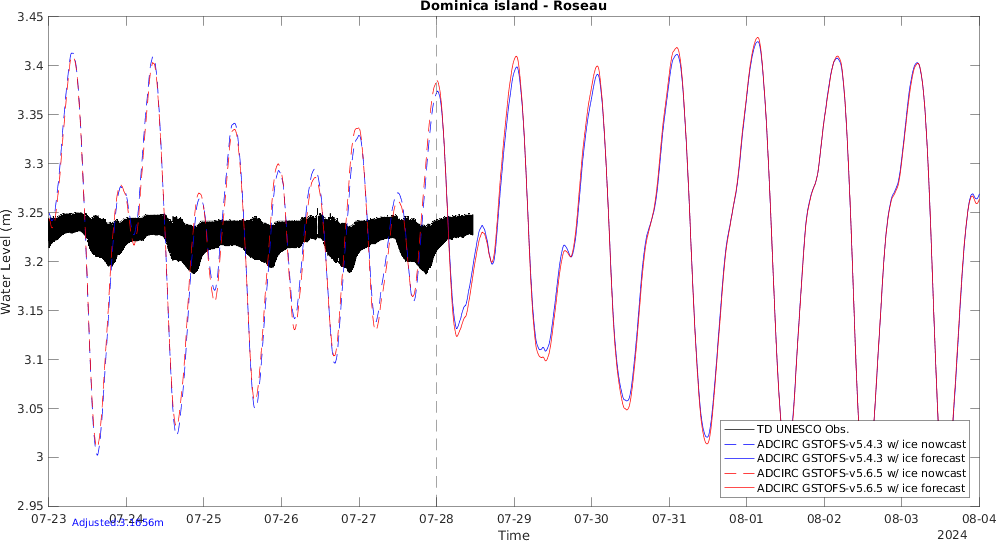 Dominica island - Roseau
3.45
3.4
3.35
3.3
3.25
3.2
3.15
3.1
3.05
3
2.95
Water Level (m)
TD UNESCO Obs.
ADCIRC GSTOFS-v5.4.3 w/ ice nowcast
ADCIRC GSTOFS-v5.4.3 w/ ice forecast
ADCIRC GSTOFS-v5.6.5 w/ ice nowcast
ADCIRC GSTOFS-v5.6.5 w/ ice forecast
07-23 07-24 07-25 07-26 07-27 07-28 07-29 07-30 07-31 08-01 08-02 08-03 08-04
Adjusted:3.1056m
Time
2024